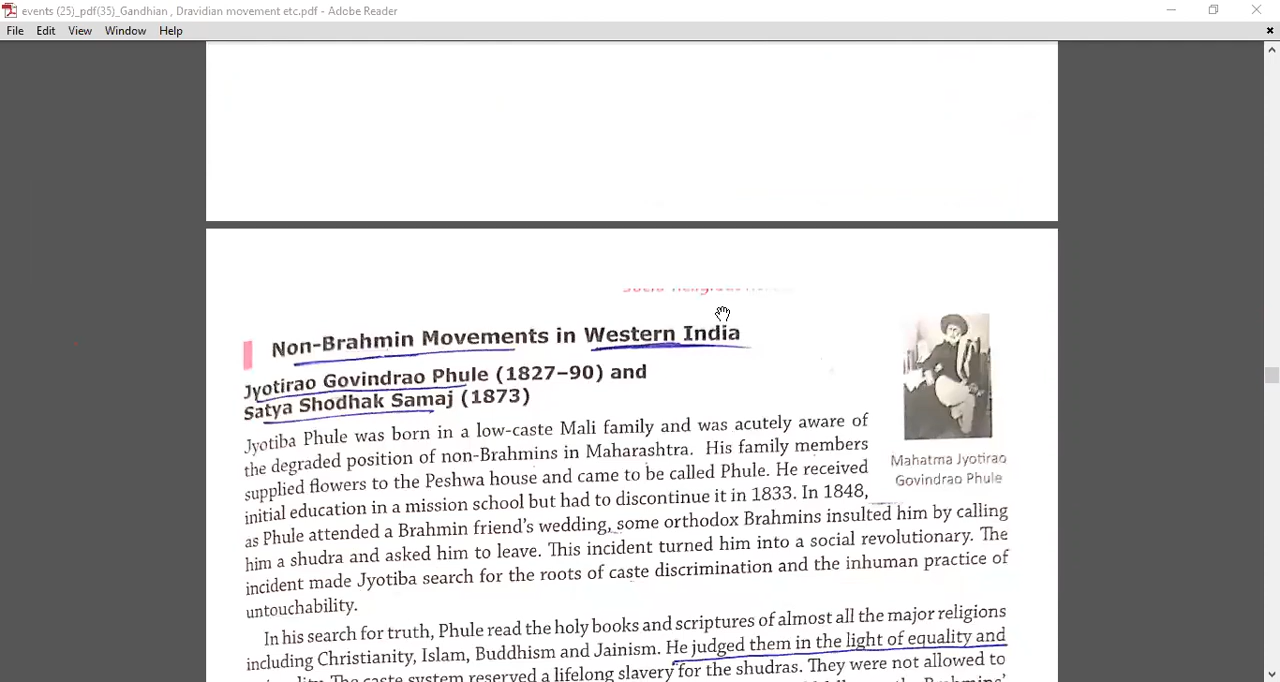 events (25)_pdf(35)_Gandhian , Dravidian movement etc.pdf - Adobe Reader
File Edit View Window Help
Non-Brahmin Movements in Western India
Jyotirao Govindrao Phule (1827–90) and
Satya Shodhak Samaj (1873)
Jyotiba Phule was born in a low-caste Mali family and was acutely aware of
the degraded position of non-Brahmins in Maharashtra. His family members
supplied flowers to the Peshwa house and came to be called Phule. He received
initial education in a mission school but had to discontinue it in 1833. In 1848,
as Phule attended a Brahmin friend's wedding, some orthodox Brahmins insulted him by calling
him a shudra and asked him to leave. This incident turned him into a social revolutionary. The
incident made Jyotiba search for the roots of caste discrimination and the inhuman practice of
untouchability.
Mahatma Jyotirao
Govindrao Phule
In his search for truth, Phule read the holy books and scriptures of almost all the major religions
including Christianity, Islam, Buddhism and Jainism. He judged them in the light of equality and
The caste system reserved a lifelong slavery for the shudras. They were not allowed to